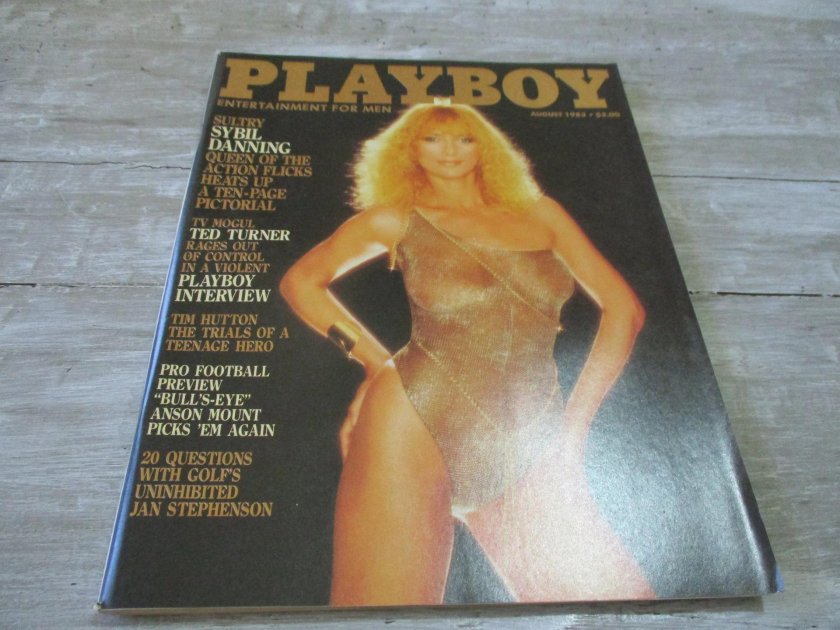 PLAYBOY
ENTERTAINMENT FOR MEN
AUGUST 1983 • $3.00
SULTRY
SYBIL
DANNING
QUEEN OF THE
ACTION FLICKS
HEATS UP
A TEN-PAGE
PICTORIAL
TV MOGUL
TED TURNER
RAGES OUT
OF CONTROL
IN A VIOLENT
PLAYBOY
INTERVIEW
TIM HUTTON
THE TRIALS OF A
TEENAGE HERO
PRO FOOTBALL
PREVIEW
“BULL'S-EYE”
ANSON MOUNT
PICKS 'EM AGAIN
20 QUESTIONS
WITH GOLF'S
UNINHIBITED
JAN STEPHENSON